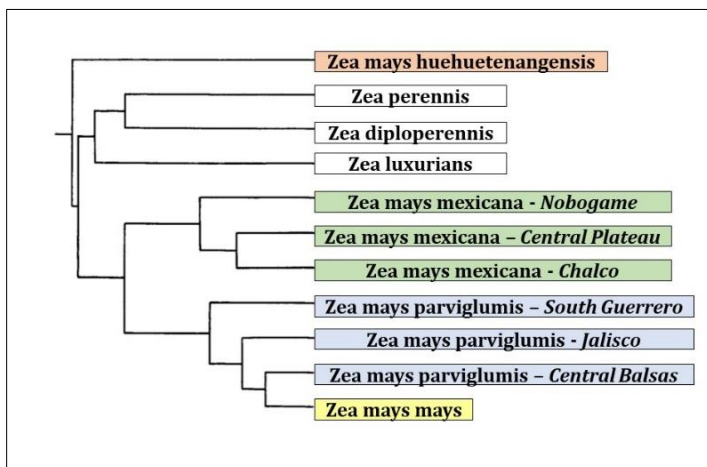 Zea mays huehuetenangensis
Zea perennis
Zea diploperennis
Zea luxurians
Zea mays mexicana - Nobogame
Zea mays mexicana – Central Plateau
Zea mays mexicana - Chalco
Zea mays parviglumis – South Guerrero
Zea mays parviglumis - Jalisco
Zea mays parviglumis – Central Balsas
Zea mays mays